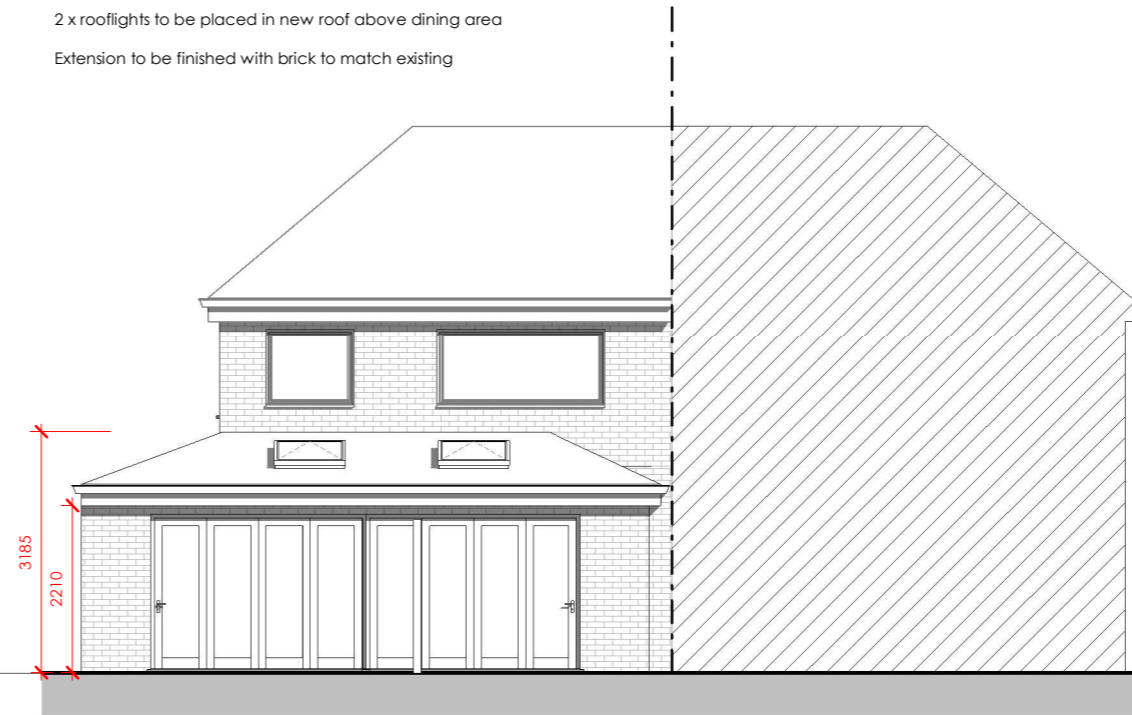 2 x rooflights to be placed in new roof above dining area
Extension to be finished with brick to match existing
3185
2210